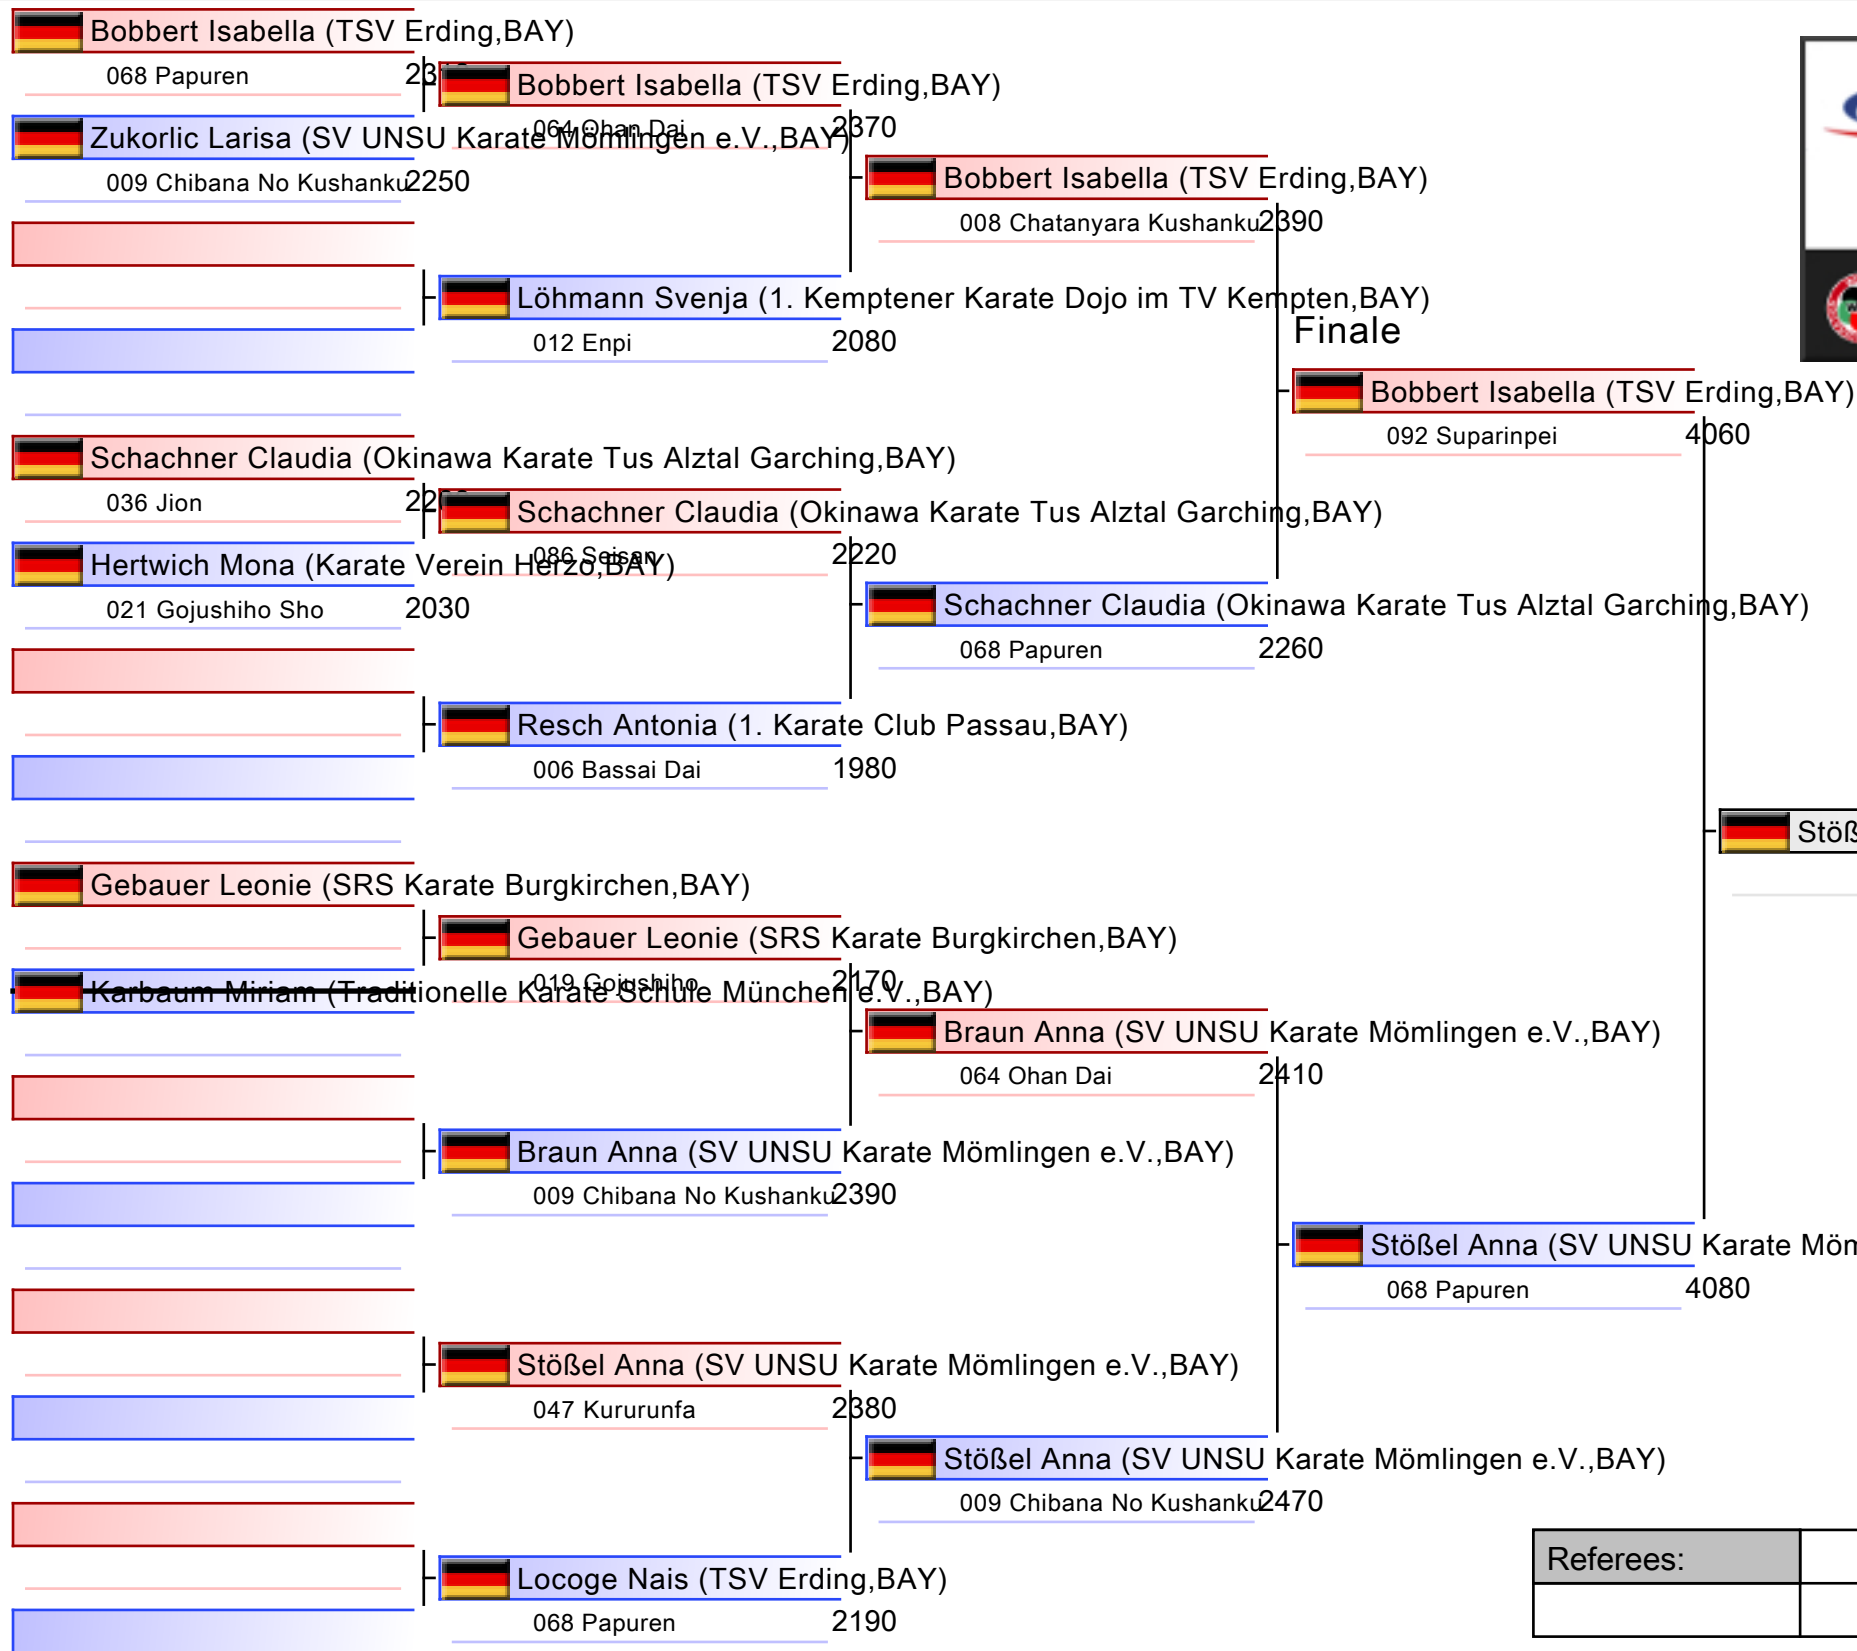 Bobbert Isabella (TSV Erding,BAY)
068 Papuren
Zukorlic Larisa (SV UNSU Karate Mömlingen e.V.,BAY)
009 Chibana No Kushanku 2250
Schachner Claudia (Okinawa Karate Tus Alztal Garching,BAY)
036 Jion
Hertwich Mona (Karate Verein Herzo,BAY)
021 Gojushiho Sho 2030
Gebauer Leonie (SRS Karate Burgkirchen,BAY)
Karbaum Miriam (Traditionelle Karate Schule München e.V.,BAY)
Bobbert Isabella (TSV Erding,BAY)
064 Ohan Dai 2370
Löhmann Svenja (1. Kemptener Karate Dojo im TV Kempten,BAY)
012 Enpi 2080
Schachner Claudia (Okinawa Karate Tus Alztal Garching,BAY)
086 Seisan 2220
Resch Antonia (1. Karate Club Passau,BAY)
006 Bassai Dai 1980
Gebauer Leonie (SRS Karate Burgkirchen,BAY)
019 Gojushiho 2170
Braun Anna (SV UNSU Karate Mömlingen e.V.,BAY)
009 Chibana No Kushanku 2390
Stößel Anna (SV UNSU Karate Mömlingen e.V.,BAY)
047 Kururunfa 2380
Locoge Nais (TSV Erding,BAY)
068 Papuren 2190
Bobbert Isabella (TSV Erding,BAY)
008 Chatanyara Kushanku 2390
Schachner Claudia (Okinawa Karate Tus Alztal Garching,BAY)
068 Papuren 2260
Braun Anna (SV UNSU Karate Mömlingen e.V.,BAY)
064 Ohan Dai 2410
Stößel Anna (SV UNSU Karate Mömlingen e.V.,BAY)
009 Chibana No Kushanku 2470
Finale
Bobbert Isabella (TSV Erding,BAY)
092 Suparinpei 4060
Stößel Anna (SV UNSU Karate
068 Papuren 4080
Referees: